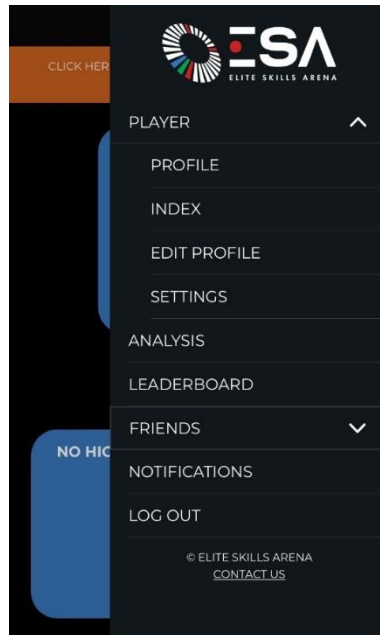 ESA
ELITE SKILLS ARENA
CLICK HER
PLAYER
PROFILE
INDEX
EDIT PROFILE
SETTINGS
ANALYSIS
LEADERBOARD
FRIENDS
NO HIG
NOTIFICATIONS
LOG OUT
© ELITE SKILLS ARENA
CONTACT US